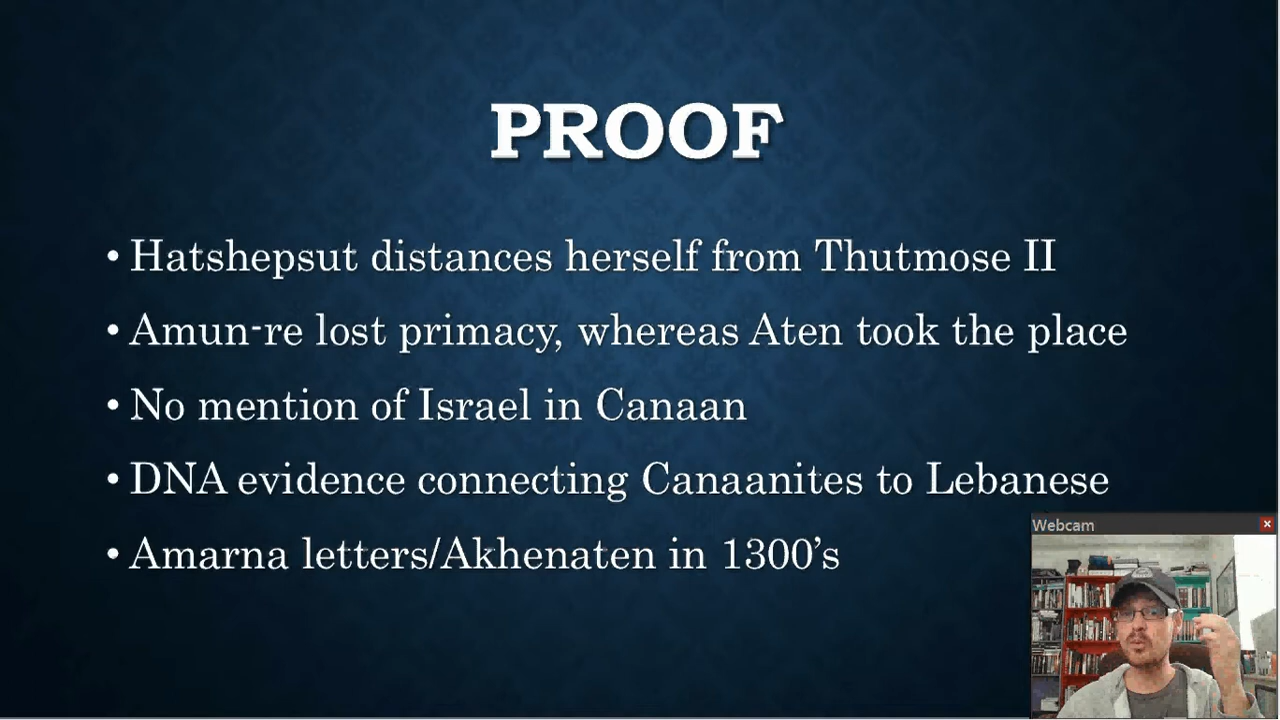 PROOF
• Hatshepsut distances herself from Thutmose II
• Amun-re lost primacy, whereas Aten took the place
• No mention of Israel in Canaan
• DNA evidence connecting Canaanites to Lebanese
• Amarna letters/Akhenaten in 1300’s
Webcam